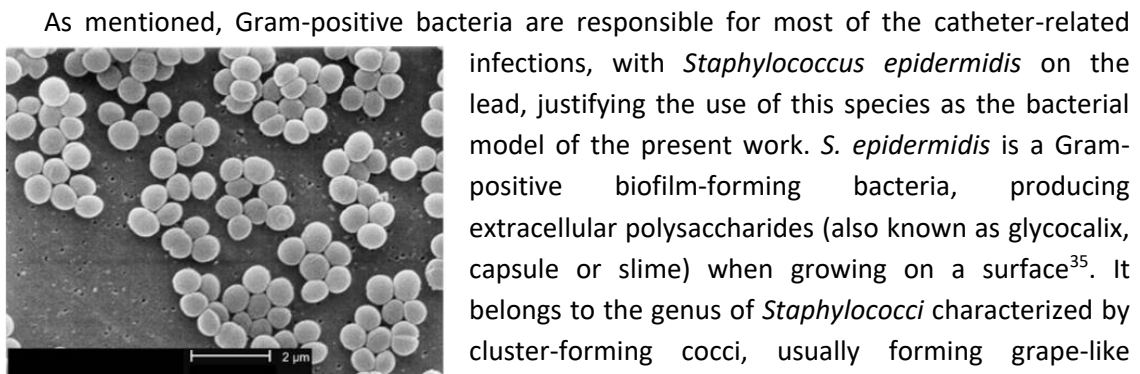 As mentioned, Gram-positive bacteria are responsible for most of the catheter-related
infections, with Staphylococcus epidermidis on the
lead, justifying the use of this species as the bacterial
model of the present work. S. epidermidis is a Gram-
positive biofilm-forming bacteria, producing
extracellular polysaccharides (also known as glycocalix,
capsule or slime) when growing on a surface³⁵. It
belongs to the genus of Staphylococci characterized by
cluster-forming cocci, usually forming grape-like
2 µm